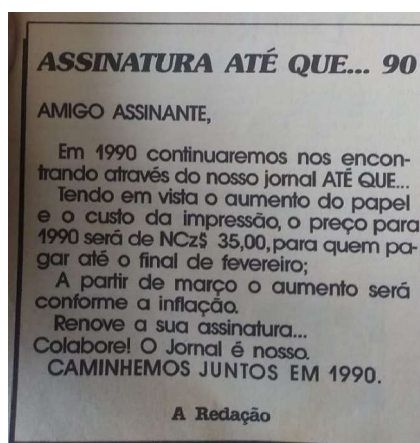 ASSINATURA ATÉ QUE... 90
AMIGO ASSINANTE,
Em 1990 continuaremos nos encon-
trando através do nosso jornal ATÉ QUE...
Tendo em vista o aumento do papel
e o custo da impressão, o preço para
1990 será de NCz$ 35,00, para quem pa-
gar até o final de fevereiro;
A partir de março o aumento será
conforme a inflação.
Renove a sua assinatura...
Colabore! O Jornal é nosso.
CAMINHEMOS JUNTOS EM 1990.
A Redação